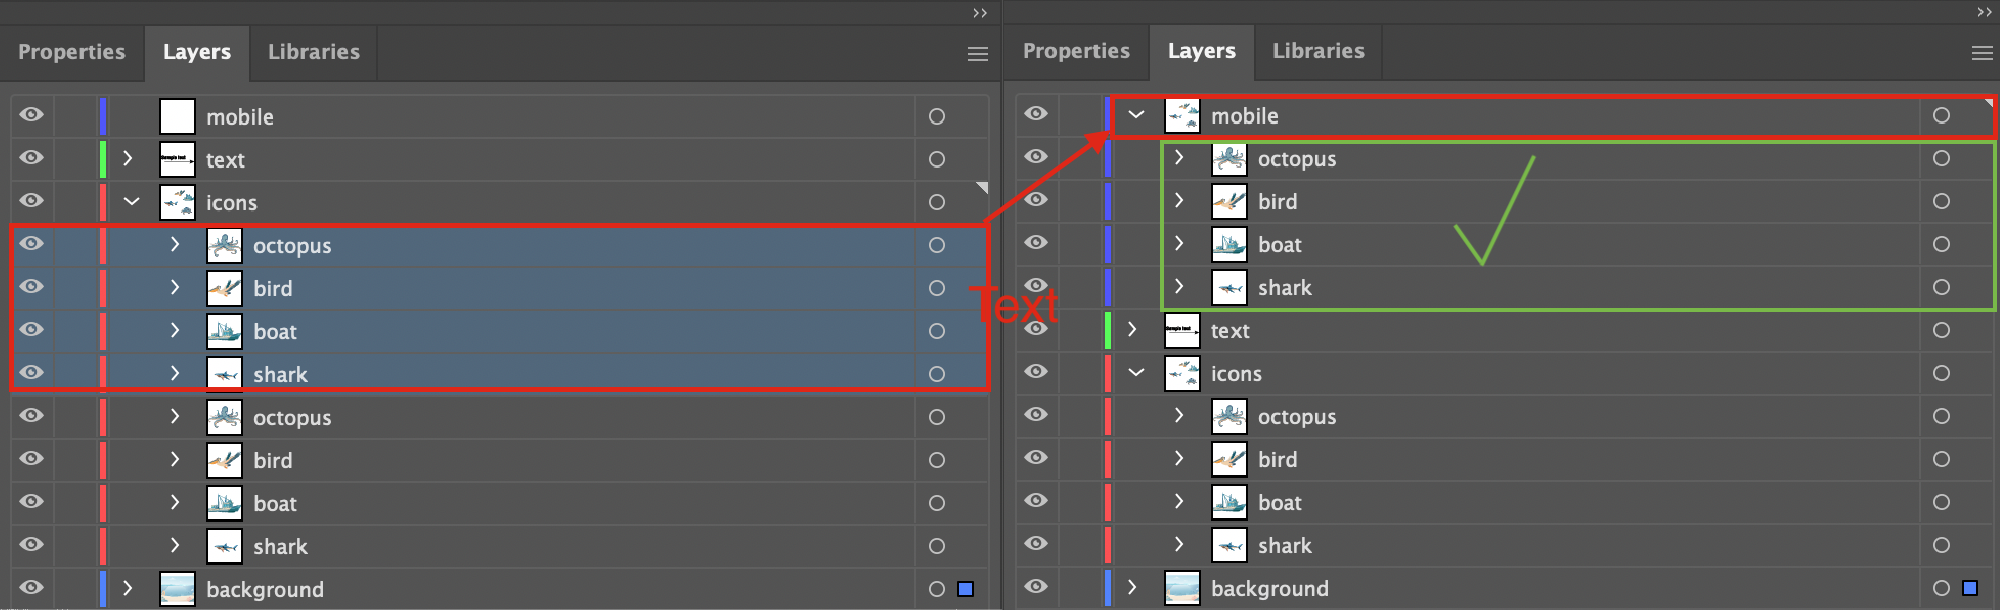 Properties Layers Libraries
mobile
text
icons
octopus
bird
boat
shark
octopus
bird
boat
shark
background
Text
Properties Layers Libraries
mobile
octopus
bird
boat
shark
text
icons
octopus
bird
boat
shark
background